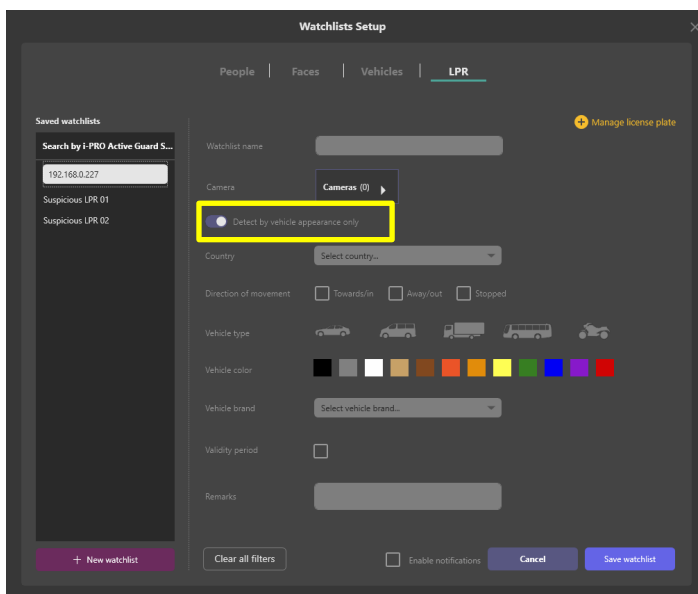 Watchlists Setup
People
Faces
Vehicles
LPR
Saved watchlists
Manage license plate
Search by i-PRO Active Guard S...
192.168.0.227
Suspicious LPR 01
Suspicious LPR 02
Watchlist name
Camera
Cameras (0)
Detect by vehicle appearance only
Country
Select country...
Direction of movement
Towards/in
Away/out
Stopped
Vehicle type
Vehicle color
Vehicle brand
Select vehicle brand...
Validity period
Remarks
+ New watchlist
Clear all filters
Enable notifications
Cancel
Save watchlist